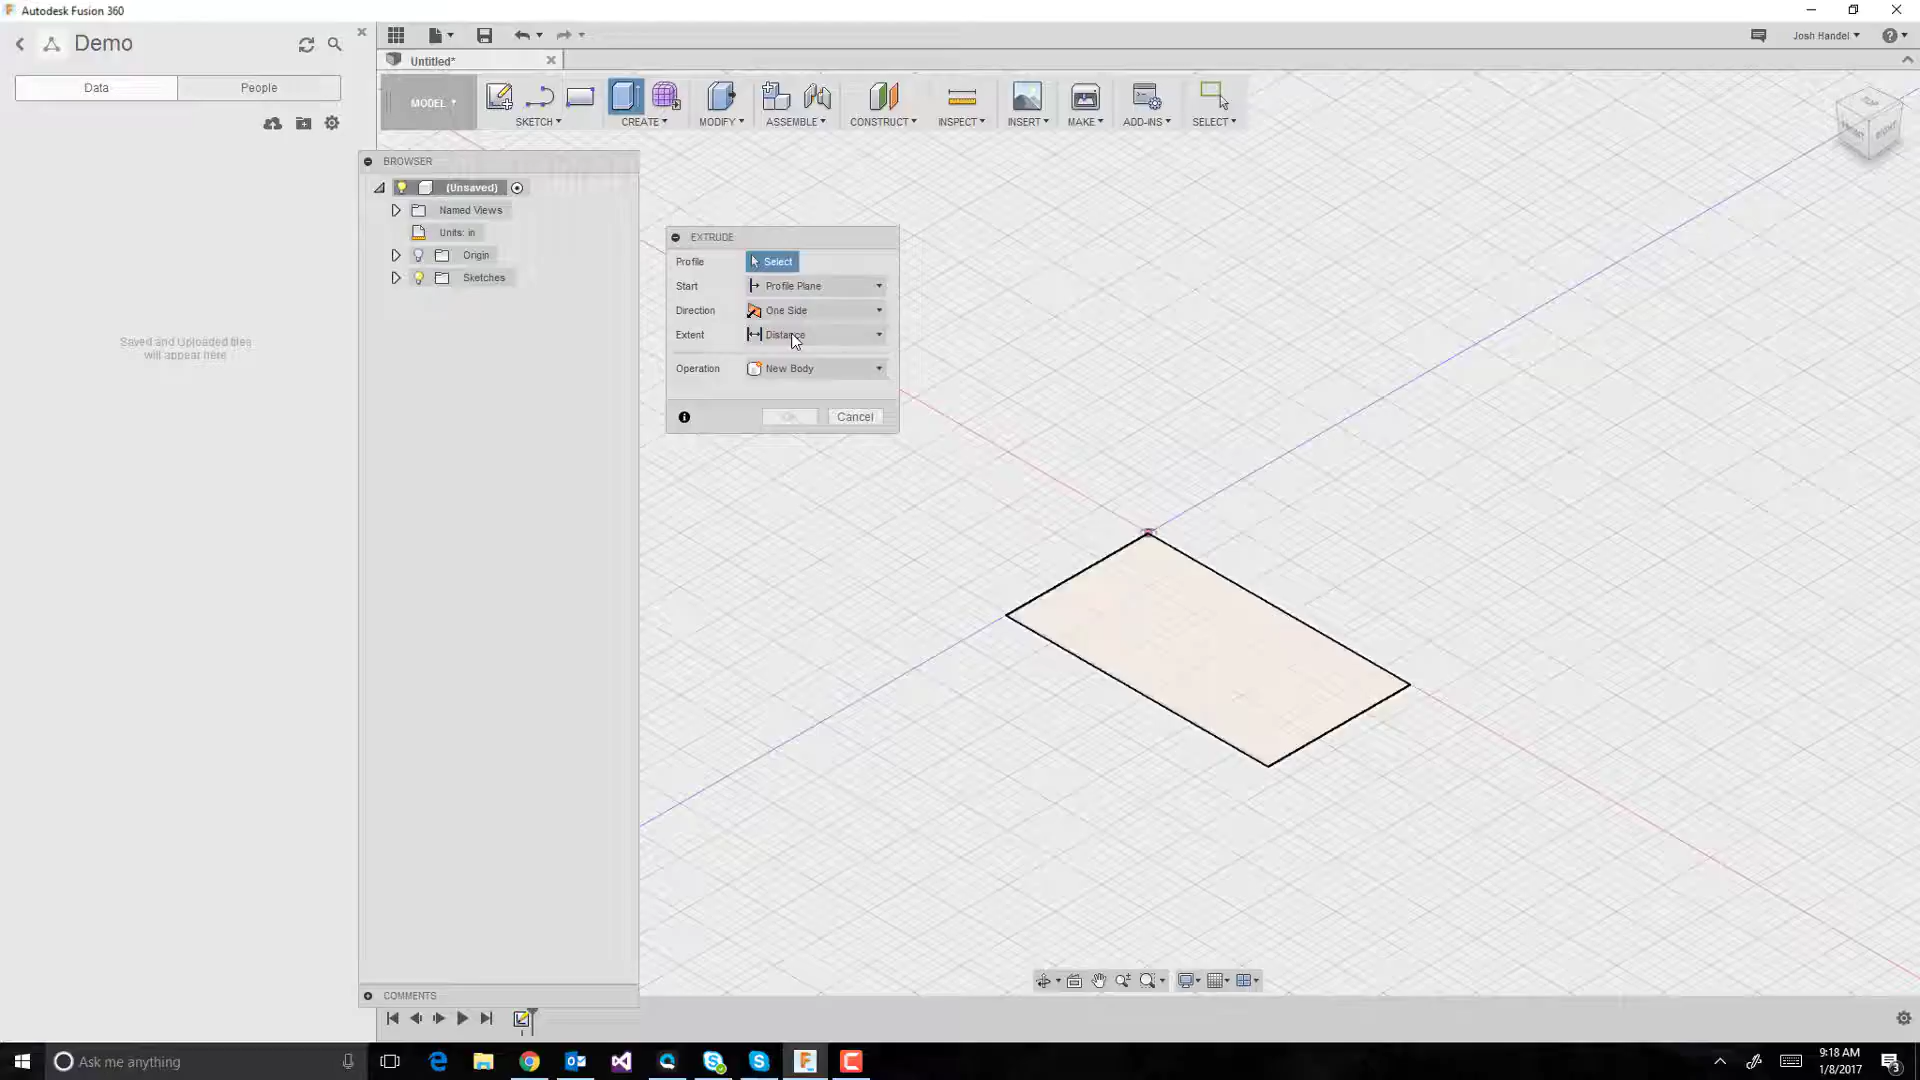 Autodesk Fusion 360
Demo
Data
People
Saved and Uploaded files
will appear here
Josh Handel
Untitled*
MODEL
SKETCH
CREATE
MODIFY
ASSEMBLE
CONSTRUCT
INSPECT
INSERT
MAKE
ADD-INS
SELECT
FRONT
RIGHT
BROWSER
(Unsaved)
Named Views
Units: in
Origin
Sketches
EXTRUDE
Profile
Select
Start
Profile Plane
Direction
One Side
Extent
Distance
Operation
New Body
Cancel
COMMENTS
Ask me anything
9:18 AM
1/8/2017
3